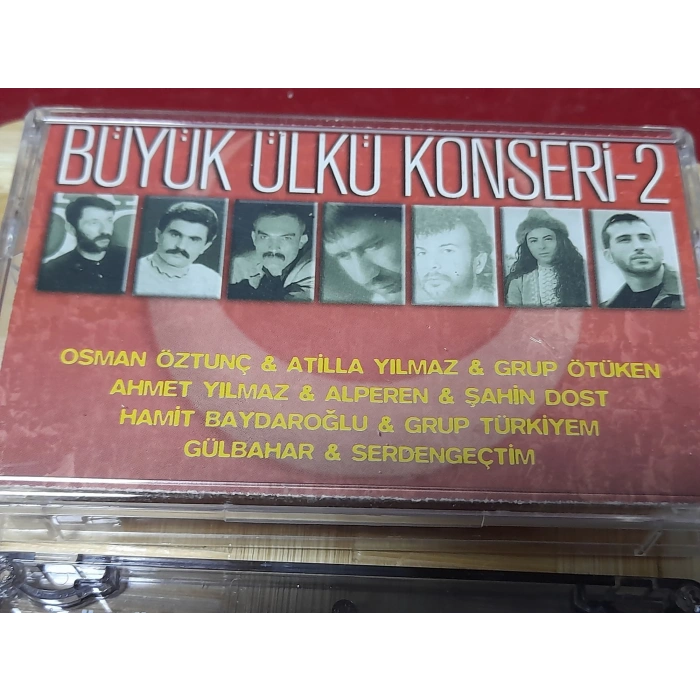 BÜYÜK ÜLKÜ KONSERİ-2
OSMAN ÖZTUNÇ & ATİLLA YILMAZ & GRUP ÖTÜKEN
AHMET YILMAZ & ALPEREN & ŞAHİN DOST
HAMİT BAYDAROĞLU & GRUP TÜRKİYEM
GÜLBAHAR & SERDENGEÇTİM